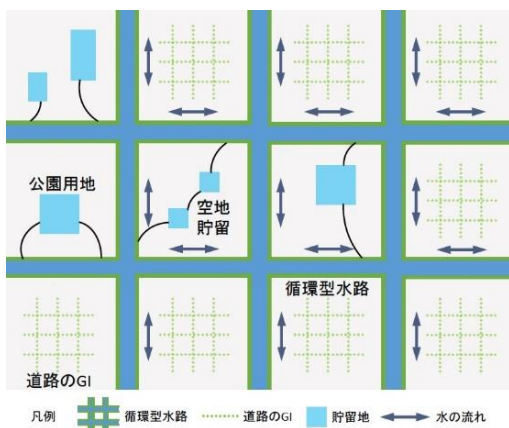 公園用地
空地
貯留
循環型水路
道路のGI
凡例 循環型水路 道路のGI 貯留地 水の流れ